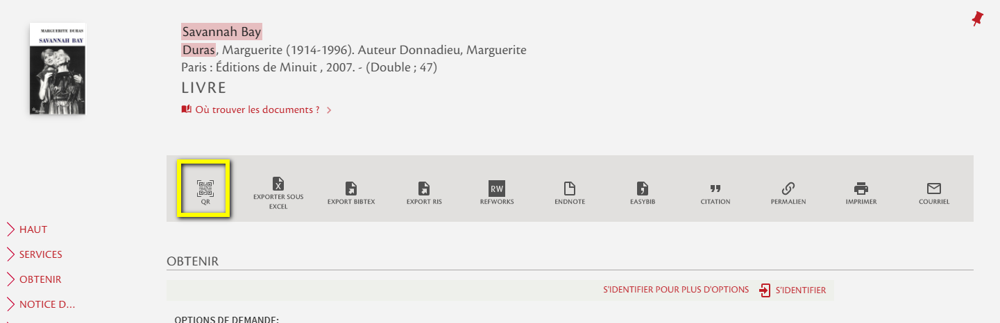 MARGUERITE DURAS
SAVANNAH BAY
Savannah Bay
Duras, Marguerite (1914-1996). Auteur Donnadieu, Marguerite
Paris : Éditions de Minuit , 2007. - (Double ; 47)
LIVRE
Où trouver les documents ?
QR
EXPORTER SOUS
EXCEL
EXPORT BIBTEX
EXPORT RIS
RW
REFWORKS
ENDNOTE
EASYBIB
CITATION
PERMALIEN
IMPRIMER
COURRIEL
HAUT
SERVICES
OBTENIR
NOTICE D...
OBTENIR
S'IDENTIFIER POUR PLUS D'OPTIONS
S'IDENTIFIER
OPTIONS DE DEMANDE: